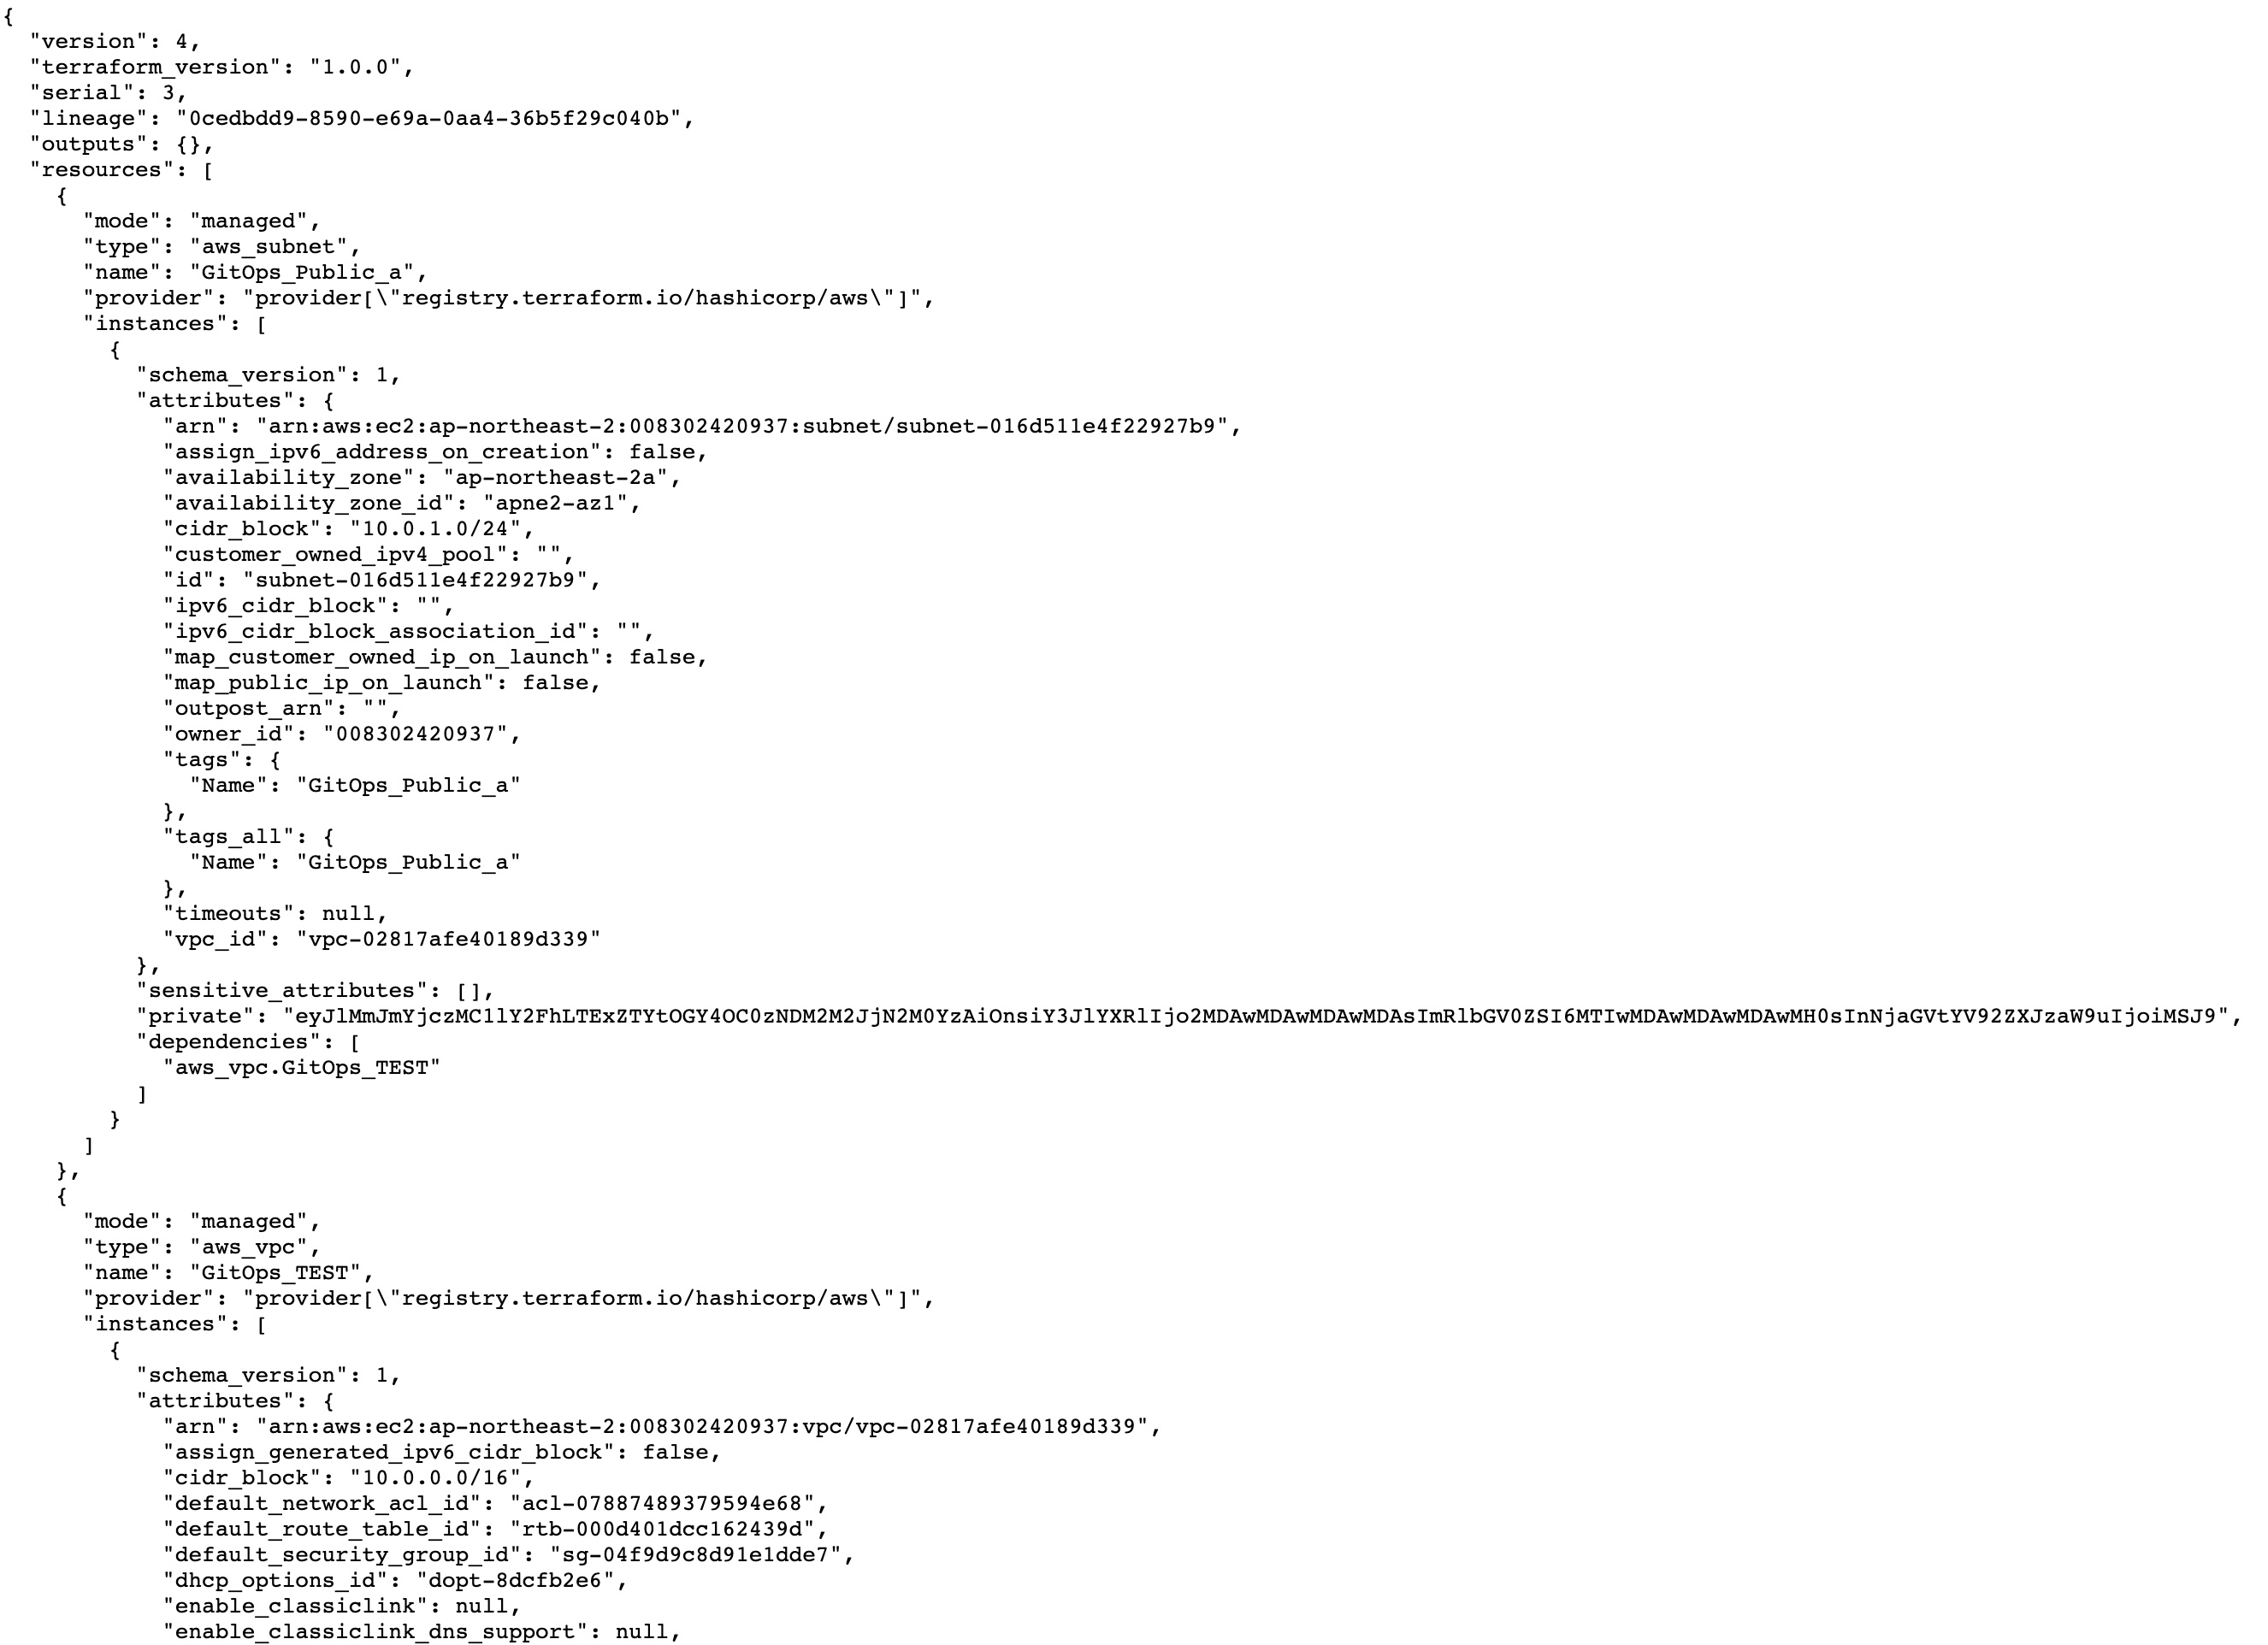 {
  "version": 4,
  "terraform_version": "1.0.0",
  "serial": 3,
  "lineage": "0cedbdd9-8590-e69a-0aa4-36b5f29c040b",
  "outputs": {},
  "resources": [
    {
      "mode": "managed",
      "type": "aws_subnet",
      "name": "GitOps_Public_a",
      "provider": "provider[\"registry.terraform.io/hashicorp/aws\"]",
      "instances": [
        {
          "schema_version": 1,
          "attributes": {
            "arn": "arn:aws:ec2:ap-northeast-2:008302420937:subnet/subnet-016d511e4f22927b9",
            "assign_ipv6_address_on_creation": false,
            "availability_zone": "ap-northeast-2a",
            "availability_zone_id": "apne2-az1",
            "cidr_block": "10.0.1.0/24",
            "customer_owned_ipv4_pool": "",
            "id": "subnet-016d511e4f22927b9",
            "ipv6_cidr_block": "",
            "ipv6_cidr_block_association_id": "",
            "map_customer_owned_ip_on_launch": false,
            "map_public_ip_on_launch": false,
            "outpost_arn": "",
            "owner_id": "008302420937",
            "tags": {
              "Name": "GitOps_Public_a"
            },
            "tags_all": {
              "Name": "GitOps_Public_a"
            },
            "timeouts": null,
            "vpc_id": "vpc-02817afe40189d339"
          },
          "sensitive_attributes": [],
          "private": "eyJlMmJmYjczMC1lY2FhLTExZTYtOGY4OC0zNDM2M2JjN2M0YzAiOnsiY3JlYXRlIjo2MDAwMDAwMDAwMDAsImRlbGV0ZSI6MTIwMDAwMDAwMDAwMH0sInNjaGVtYV92ZXJzaW9uIjoiMSJ9",
          "dependencies": [
            "aws_vpc.GitOps_TEST"
          ]
        }
      ]
    },
    {
      "mode": "managed",
      "type": "aws_vpc",
      "name": "GitOps_TEST",
      "provider": "provider[\"registry.terraform.io/hashicorp/aws\"]",
      "instances": [
        {
          "schema_version": 1,
          "attributes": {
            "arn": "arn:aws:ec2:ap-northeast-2:008302420937:vpc/vpc-02817afe40189d339",
            "assign_generated_ipv6_cidr_block": false,
            "cidr_block": "10.0.0.0/16",
            "default_network_acl_id": "acl-07887489379594e68",
            "default_route_table_id": "rtb-000d401dcc162439d",
            "default_security_group_id": "sg-04f9d9c8d91e1dde7",
            "dhcp_options_id": "dopt-8dcfb2e6",
            "enable_classiclink": null,
            "enable_classiclink_dns_support": null,